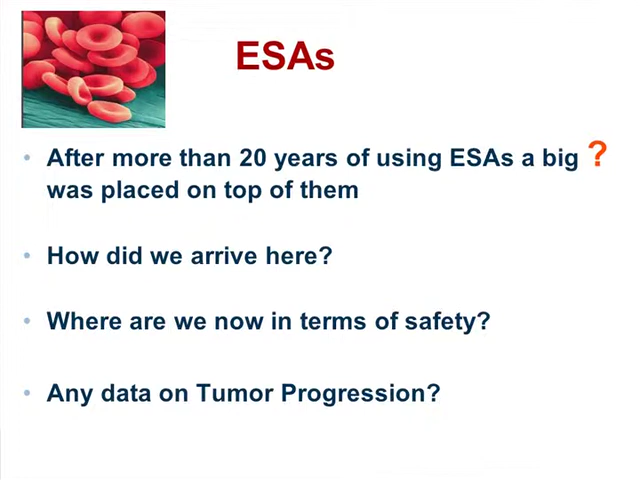 ESAs
• After more than 20 years of using ESAs a big ?
was placed on top of them
• How did we arrive here?
• Where are we now in terms of safety?
• Any data on Tumor Progression?